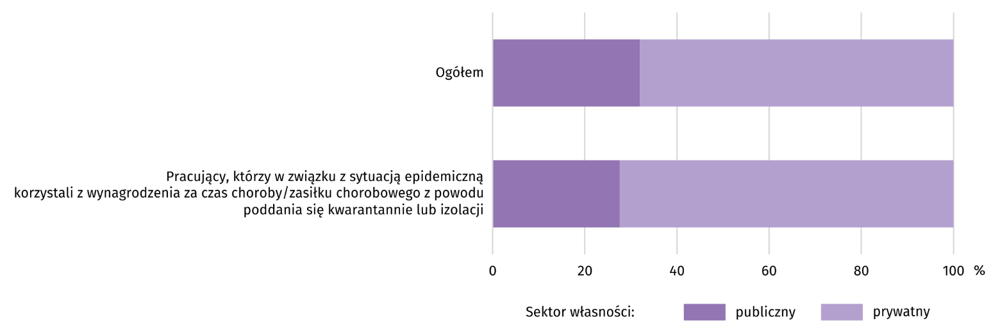 Ogółem
Pracujący, którzy w związku z sytuacją epidemiczną
korzystali z wynagrodzenia za czas choroby/zasiłku chorobowego z powodu
poddania się kwarantannie lub izolacji
0 20 40 60 80 100 %
Sektor własności: publiczny prywatny